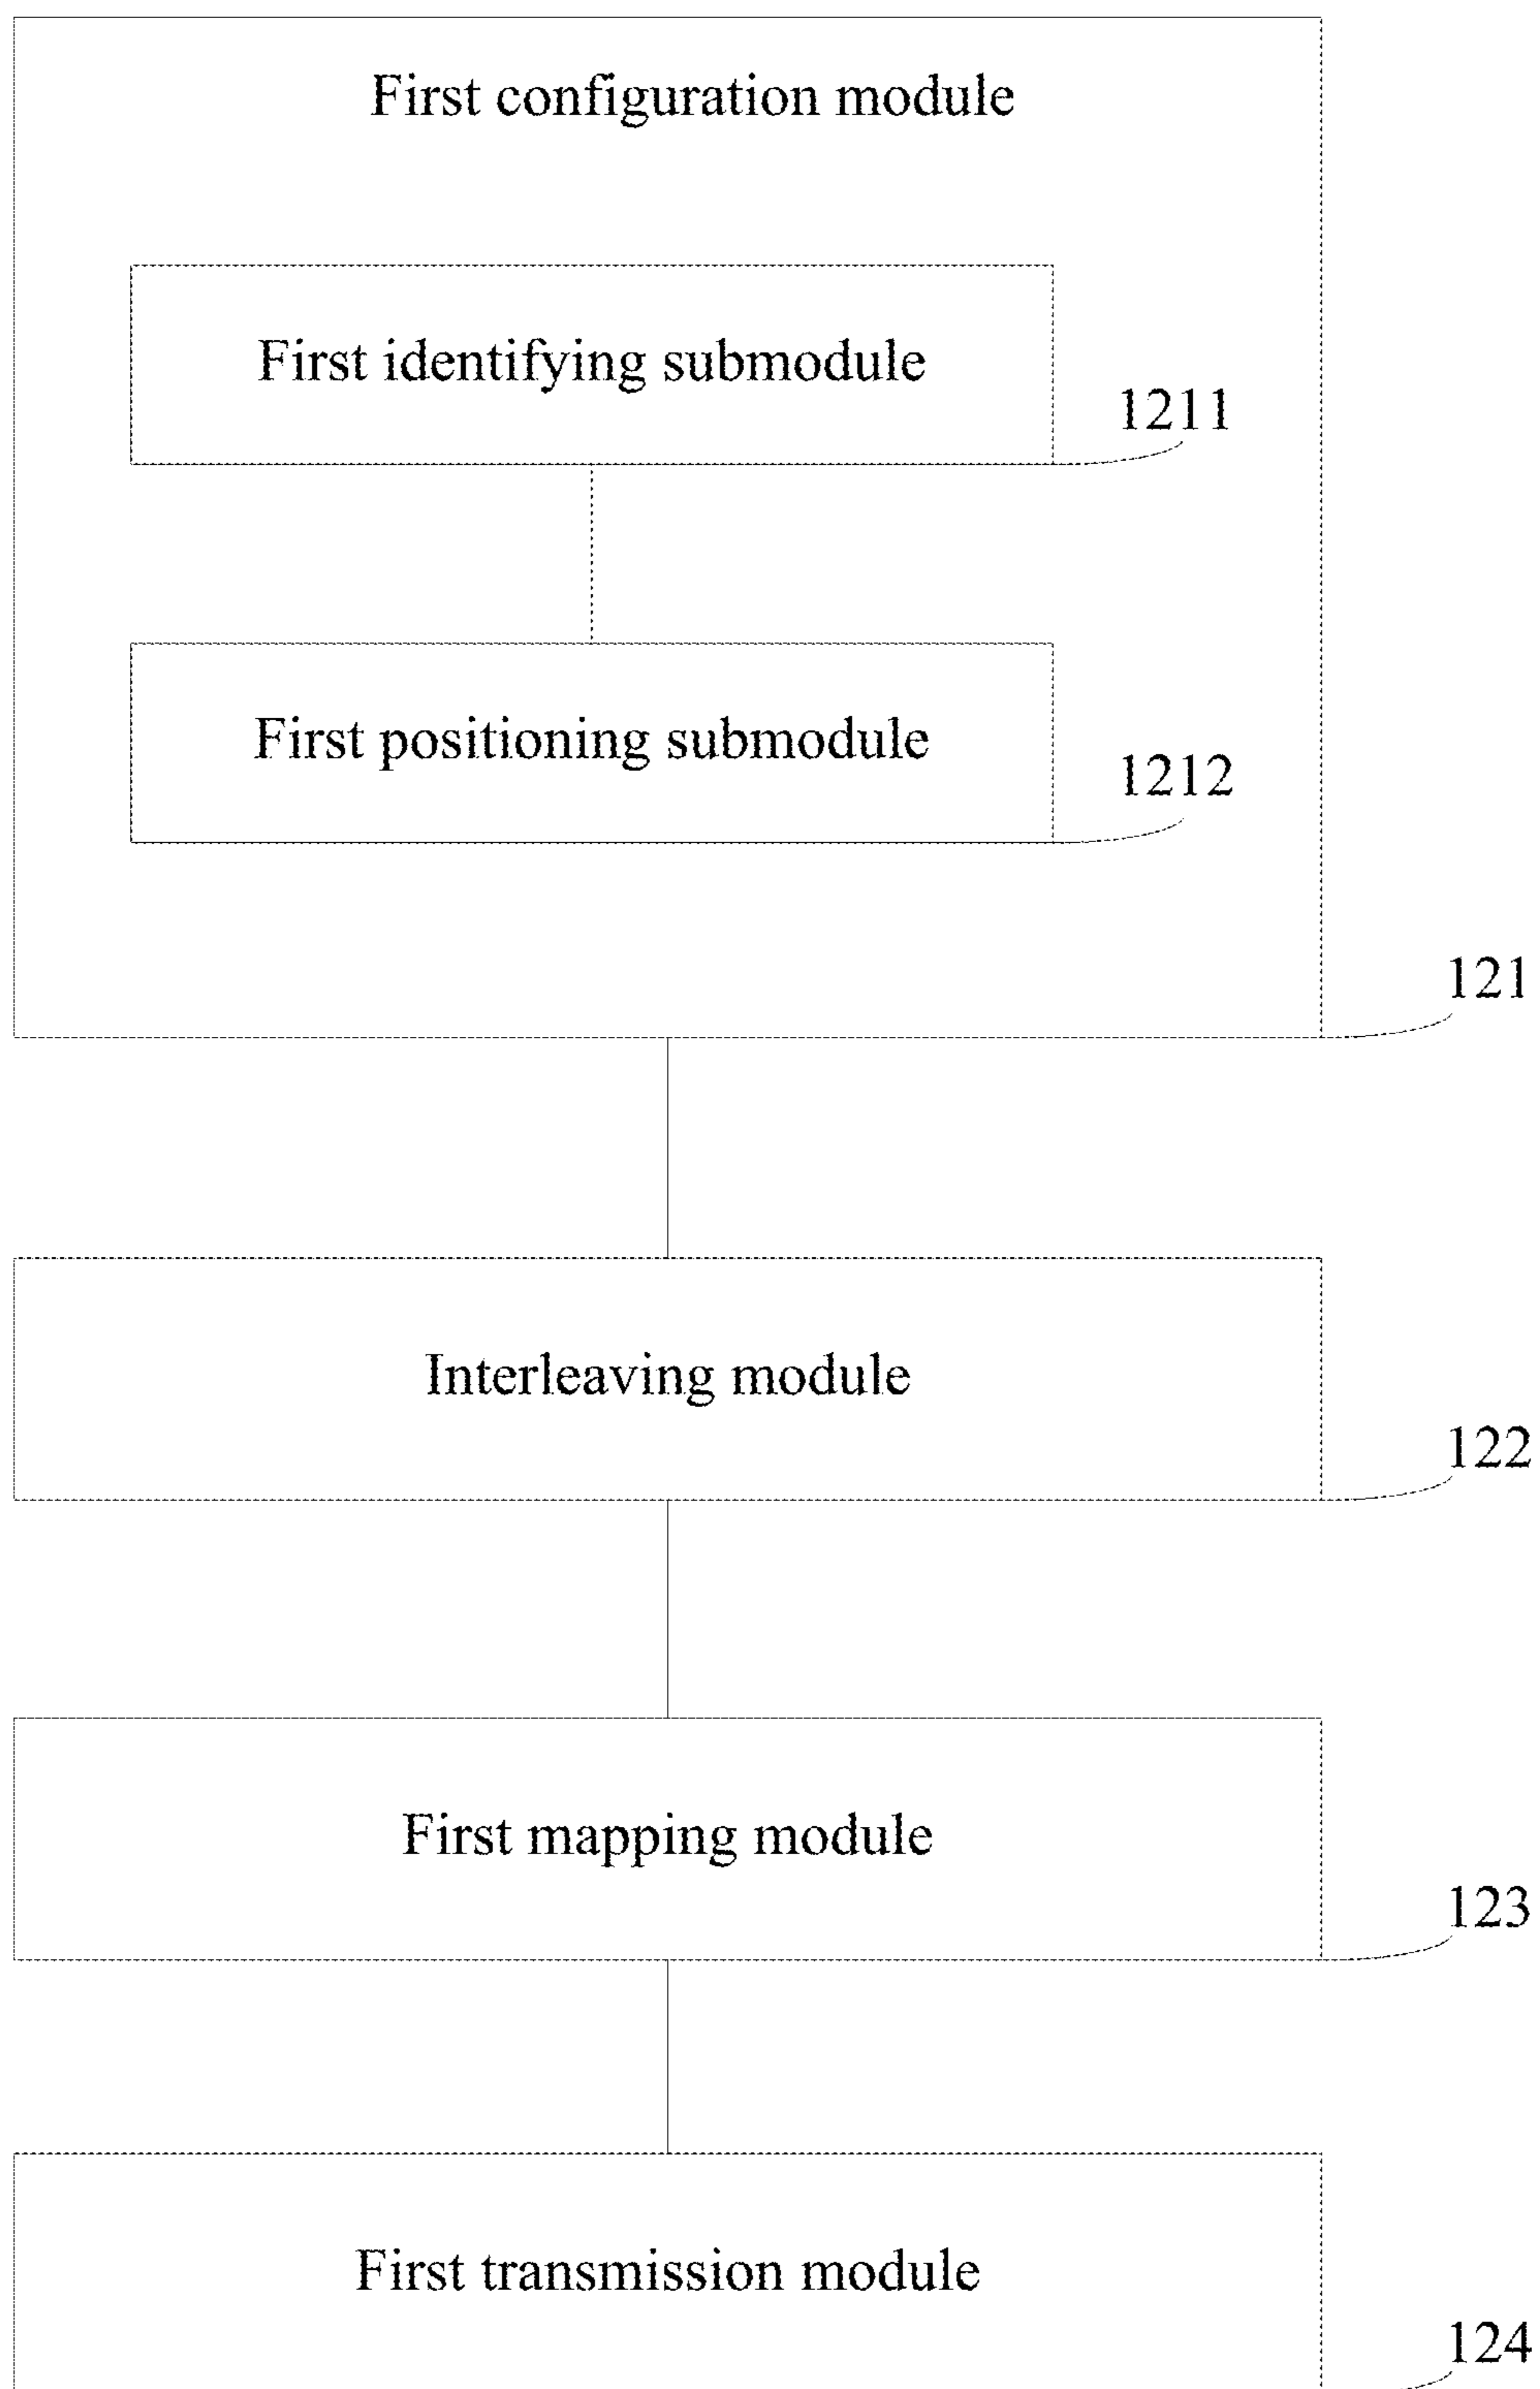 First configuration module
First identifying submodule
1211
First positioning submodule
1212
121
Interleaving module
122
First mapping module
123
First transmission module
124